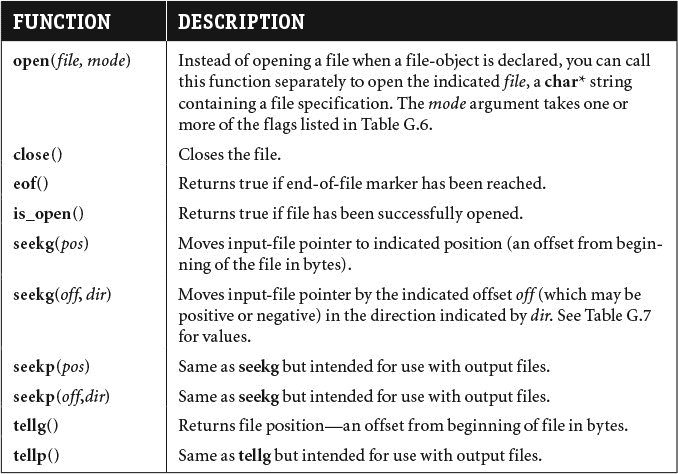 FUNCTION DESCRIPTION
open(file, mode) Instead of opening a file when a file-object is declared, you can call
this function separately to open the indicated file, a char* string
containing a file specification. The mode argument takes one or
more of the flags listed in Table G.6.
close() Closes the file.
eof() Returns true if end-of-file marker has been reached.
is_open() Returns true if file has been successfully opened.
seekg(pos) Moves input-file pointer to indicated position (an offset from begin-
ning of the file in bytes).
seekg(off, dir) Moves input-file pointer by the indicated offset off (which may be
positive or negative) in the direction indicated by dir. See Table G.7
for values.
seekp(pos) Same as seekg but intended for use with output files.
seekp(off,dir) Same as seekg but intended for use with output files.
tellg() Returns file position—an offset from beginning of file in bytes.
tellp() Same as tellg but intended for use with output files.